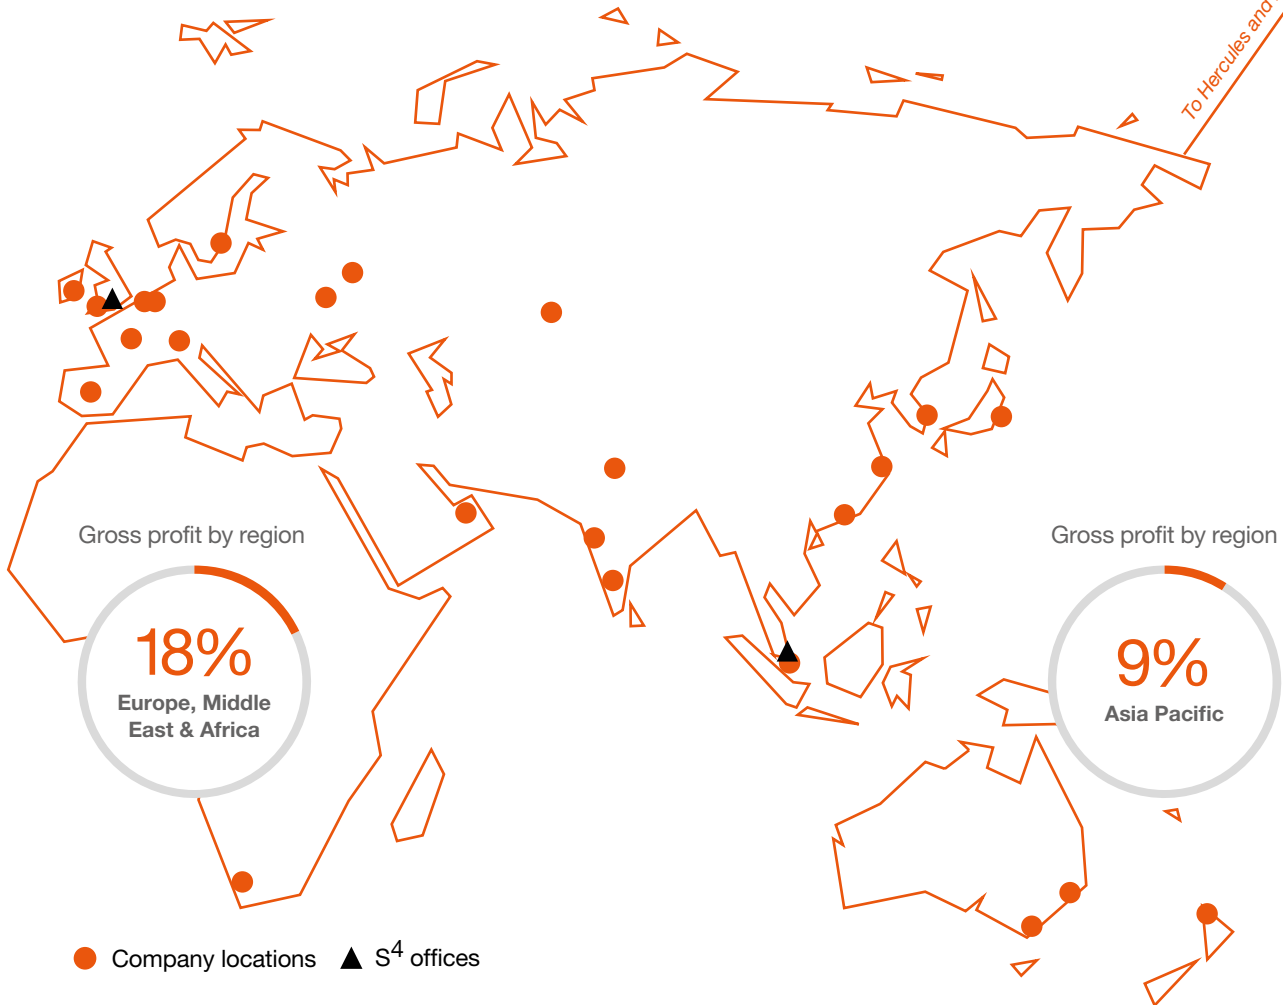 To Hercules and
Gross profit by region
18%
Europe, Middle
East & Africa
Gross profit by region
9%
Asia Pacific
Company locations
S⁴ offices